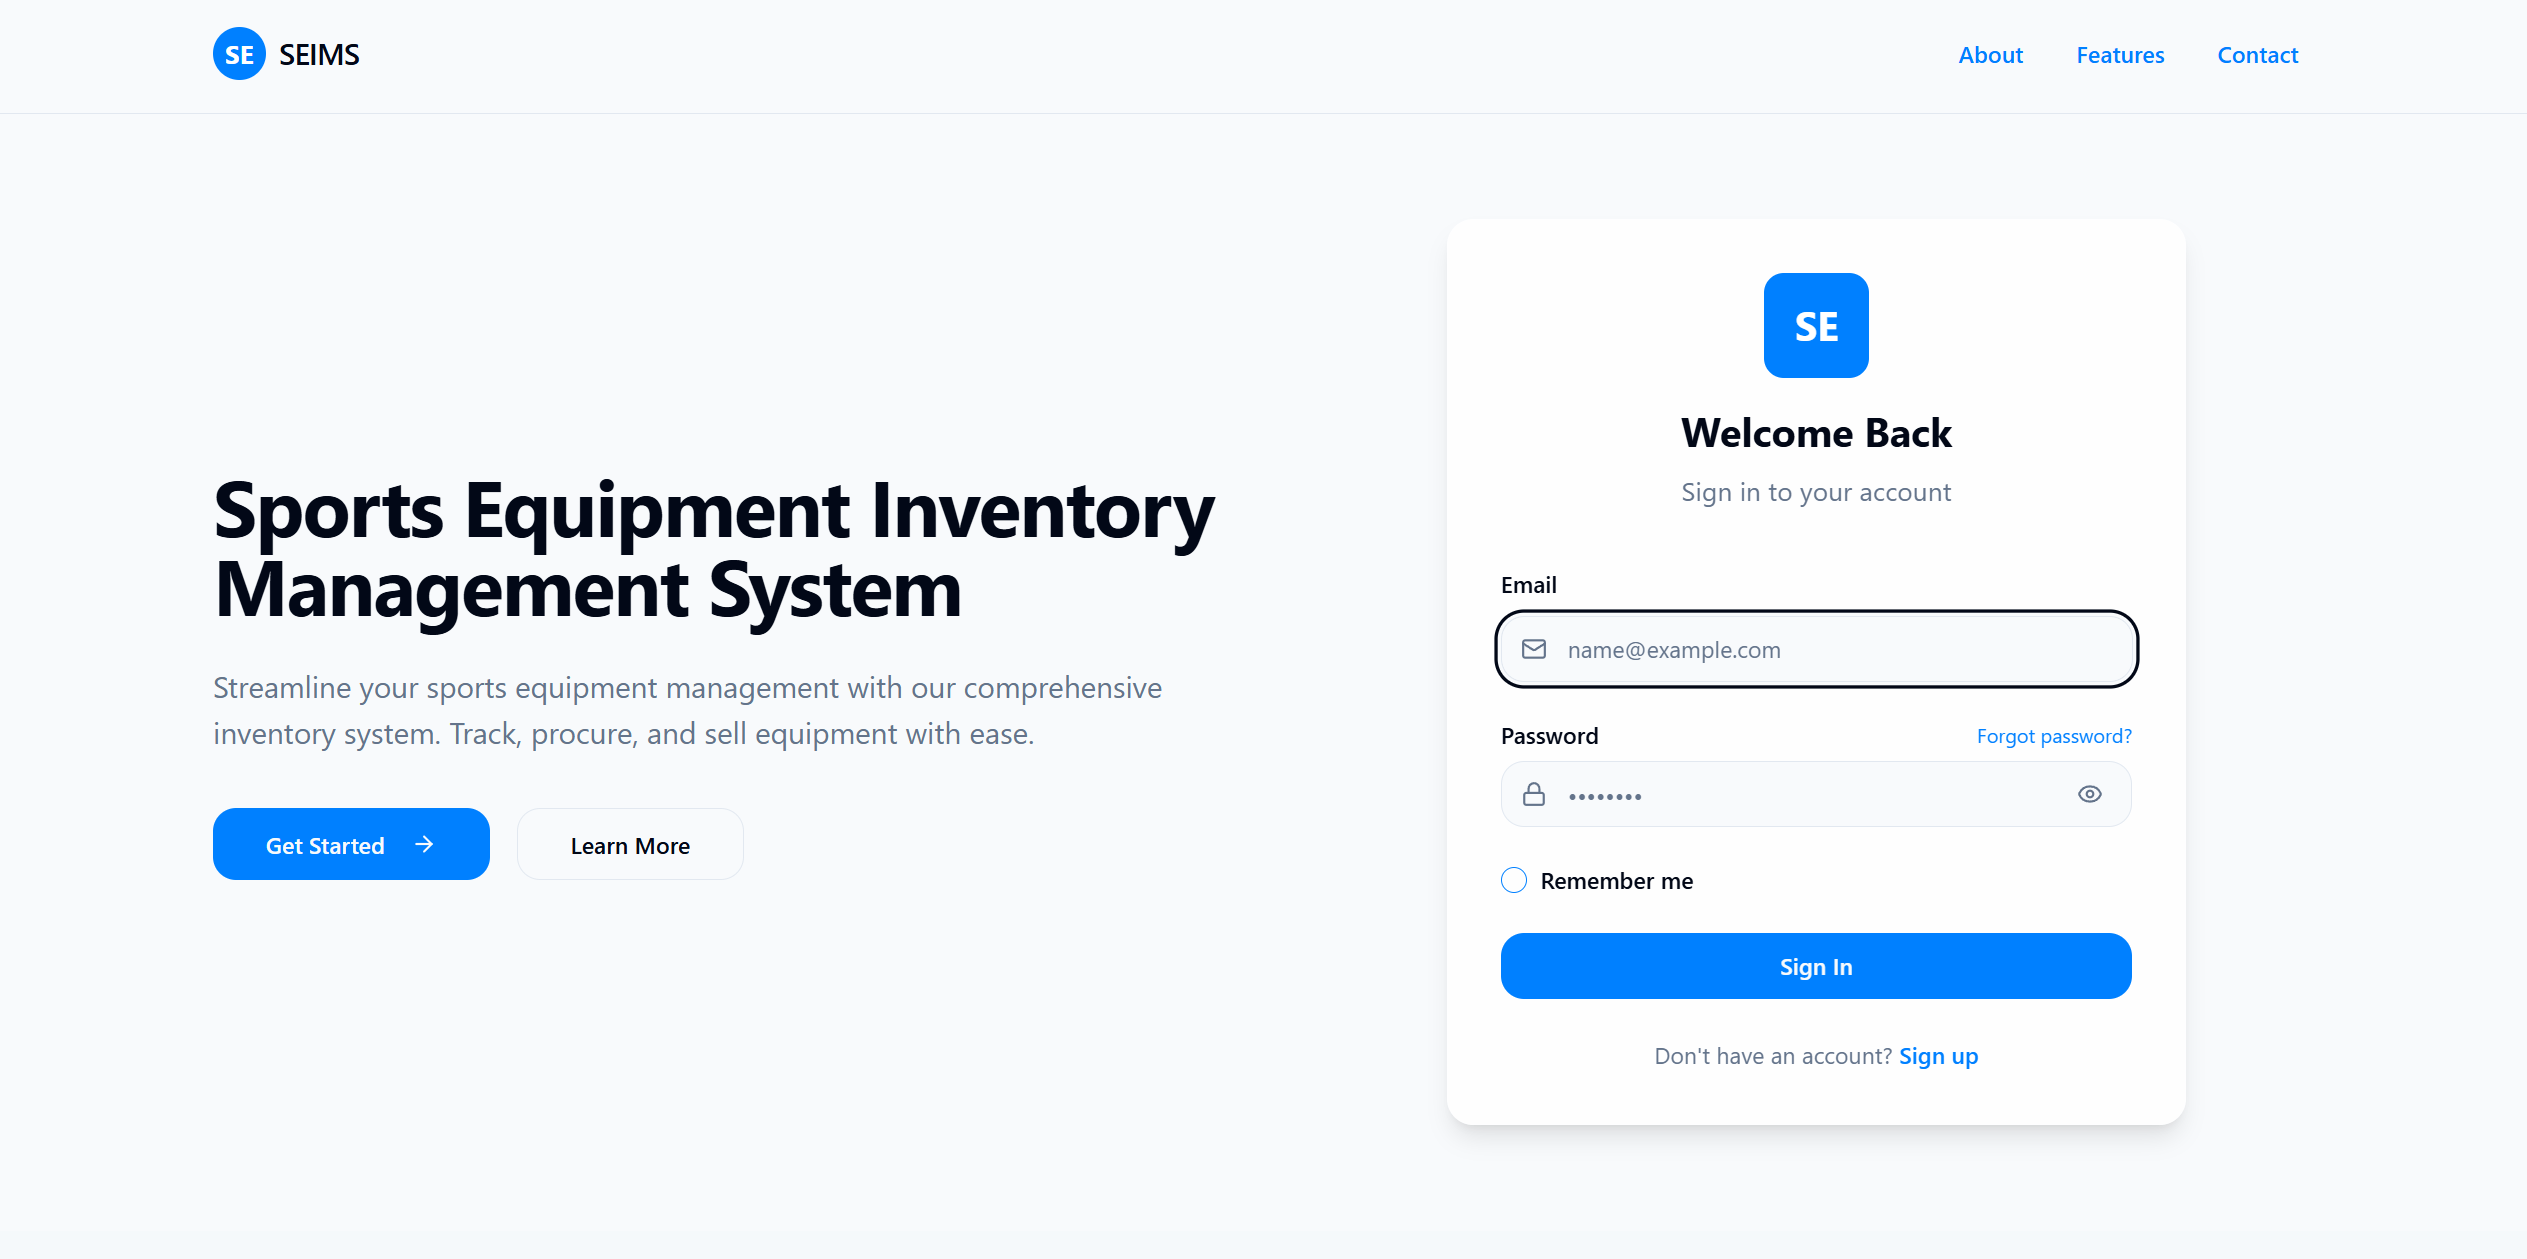 SE SEIMS
About Features Contact
Sports Equipment Inventory
Management System
Streamline your sports equipment management with our comprehensive
inventory system. Track, procure, and sell equipment with ease.
Get Started
Learn More
SE
Welcome Back
Sign in to your account
Email
name@example.com
Password
Forgot password?
••••••••
Remember me
Sign In
Don't have an account? Sign up